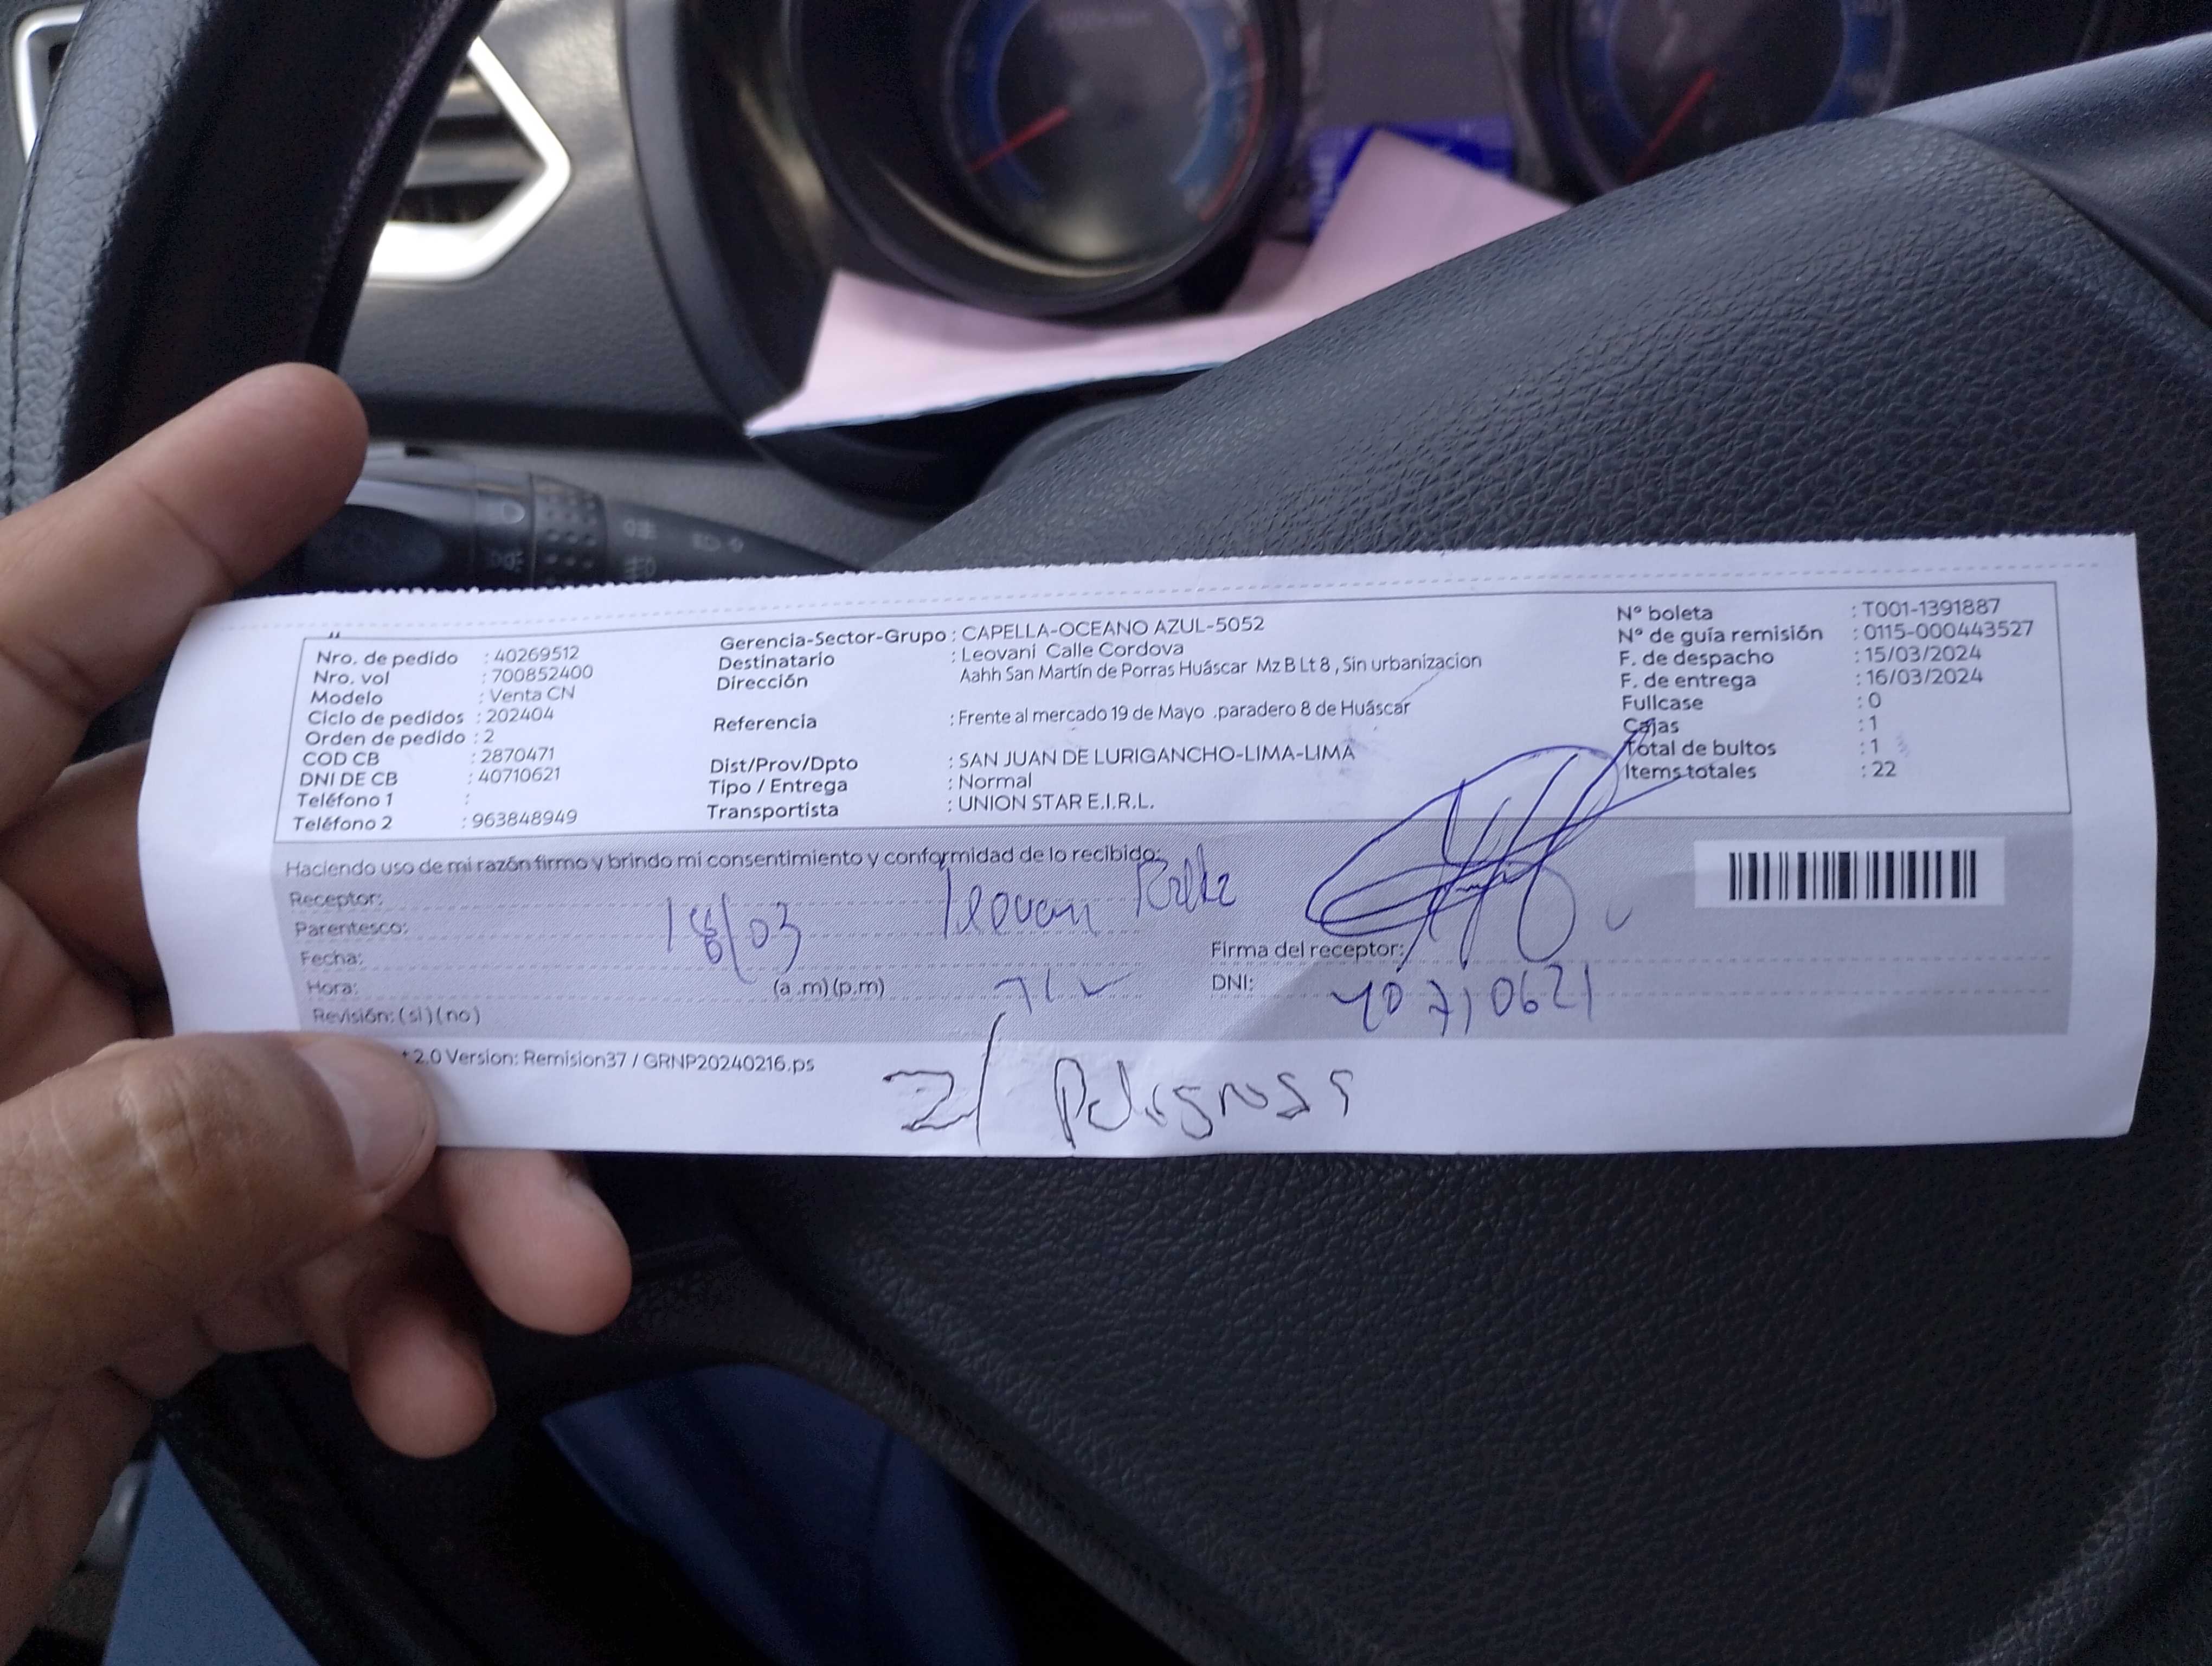 Nro. de pedido : 40269512
Nro. vol : 700852400
Modelo : Venta CN
Ciclo de pedidos : 202404
Orden de pedido : 2
COD CB : 2870471
DNI DE CB : 40710621
Teléfono 1 :
Teléfono 2 : 963848949
Gerencia-Sector-Grupo : CAPELLA-OCEANO AZUL-5052
Destinatario : Leovani Calle Cordova
Dirección Aahh San Martín de Porras Huáscar Mz B Lt 8 , Sin urbanizacion
Referencia : Frente al mercado 19 de Mayo .paradero 8 de Huáscar
Dist/Prov/Dpto : SAN JUAN DE LURIGANCHO-LIMA-LIMA
Tipo / Entrega : Normal
Transportista : UNION STAR E.I.R.L.
N° boleta : T001-1391887
N° de guía remisión : 0115-000443527
F. de despacho : 15/03/2024
F. de entrega : 16/03/2024
Fullcase : 0
Cajas : 1
Total de bultos : 1
Items totales : 22
Haciendo uso de mi razón firmo y brindo mi consentimiento y conformidad de lo recibido:
Receptor:
Parentesco:
Fecha: /03
Hora: (a .m) (p.m)
Revisión: (si) (no)
Firma del receptor:
DNI: 40710621
2.0 Version: Remision37 / GRNP20240216.ps